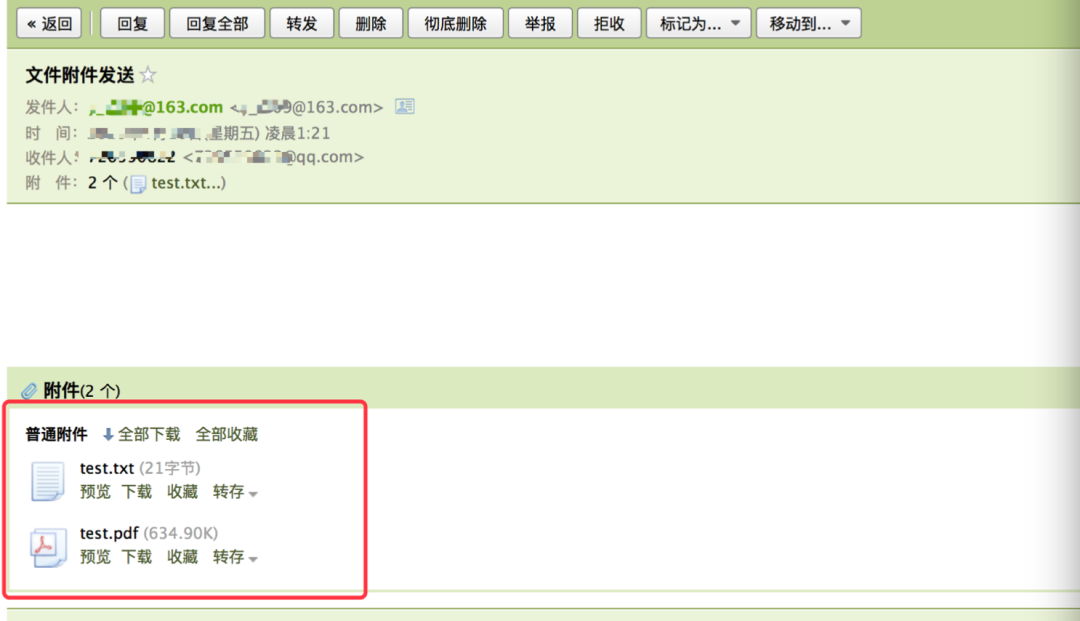 « 返回 回复 回复全部 转发 删除 彻底删除 举报 拒收 标记为... 移动到...
文件附件发送
发件人： @163.com @163.com>
时 间： 星期五) 凌晨1:21
收件人： @qq.com>
附 件： 2 个 ( test.txt...)
附件(2 个)
普通附件 全部下载 全部收藏
test.txt (21字节)
预览 下载 收藏 转存
test.pdf (634.90K)
预览 下载 收藏 转存